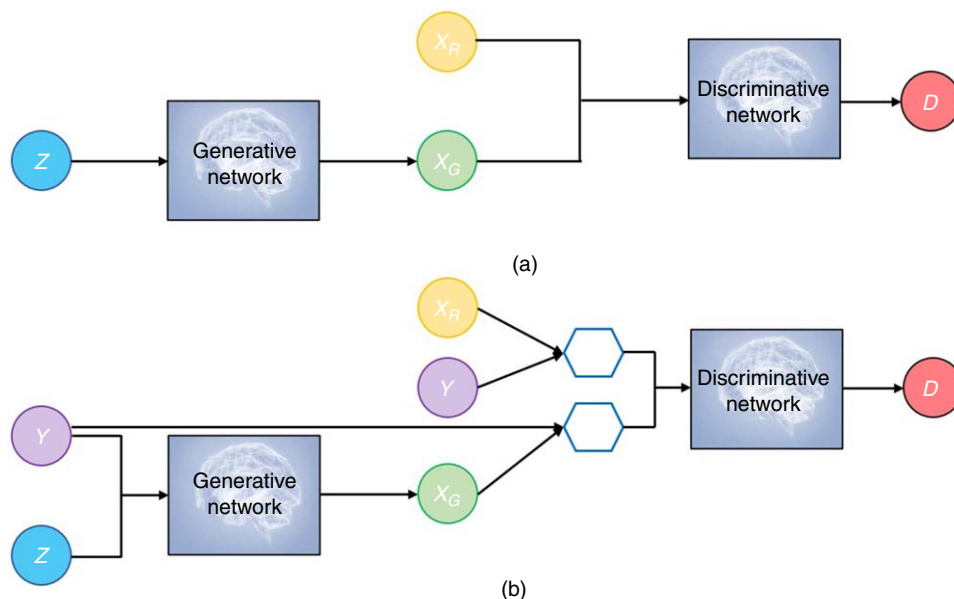 X_R
Discriminative
network
D
Z
Generative
network
X_G
(a)
X_R
Y
Discriminative
network
D
Y
Generative
network
X_G
Z
(b)